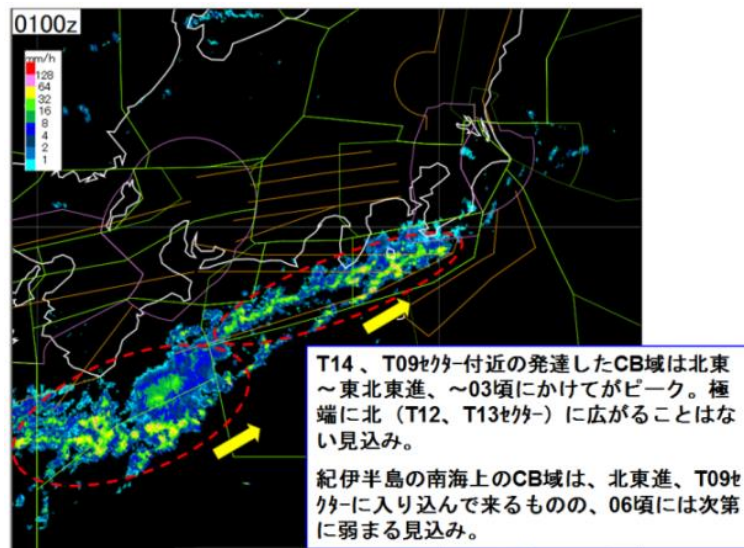 0100z
mm/h
128
64
32
16
8
4
2
1
T14 、T09ｾｸﾀｰ付近の発達したCB域は北東
～東北東進、～03頃にかけてがピーク。極
端に北（T12、T13ｾｸﾀｰ）に広がることはな
い見込み。
紀伊半島の南海上のCB域は、北東進、T09ｾ
ｸﾀｰに入り込んで来るものの、06頃には次第
に弱まる見込み。